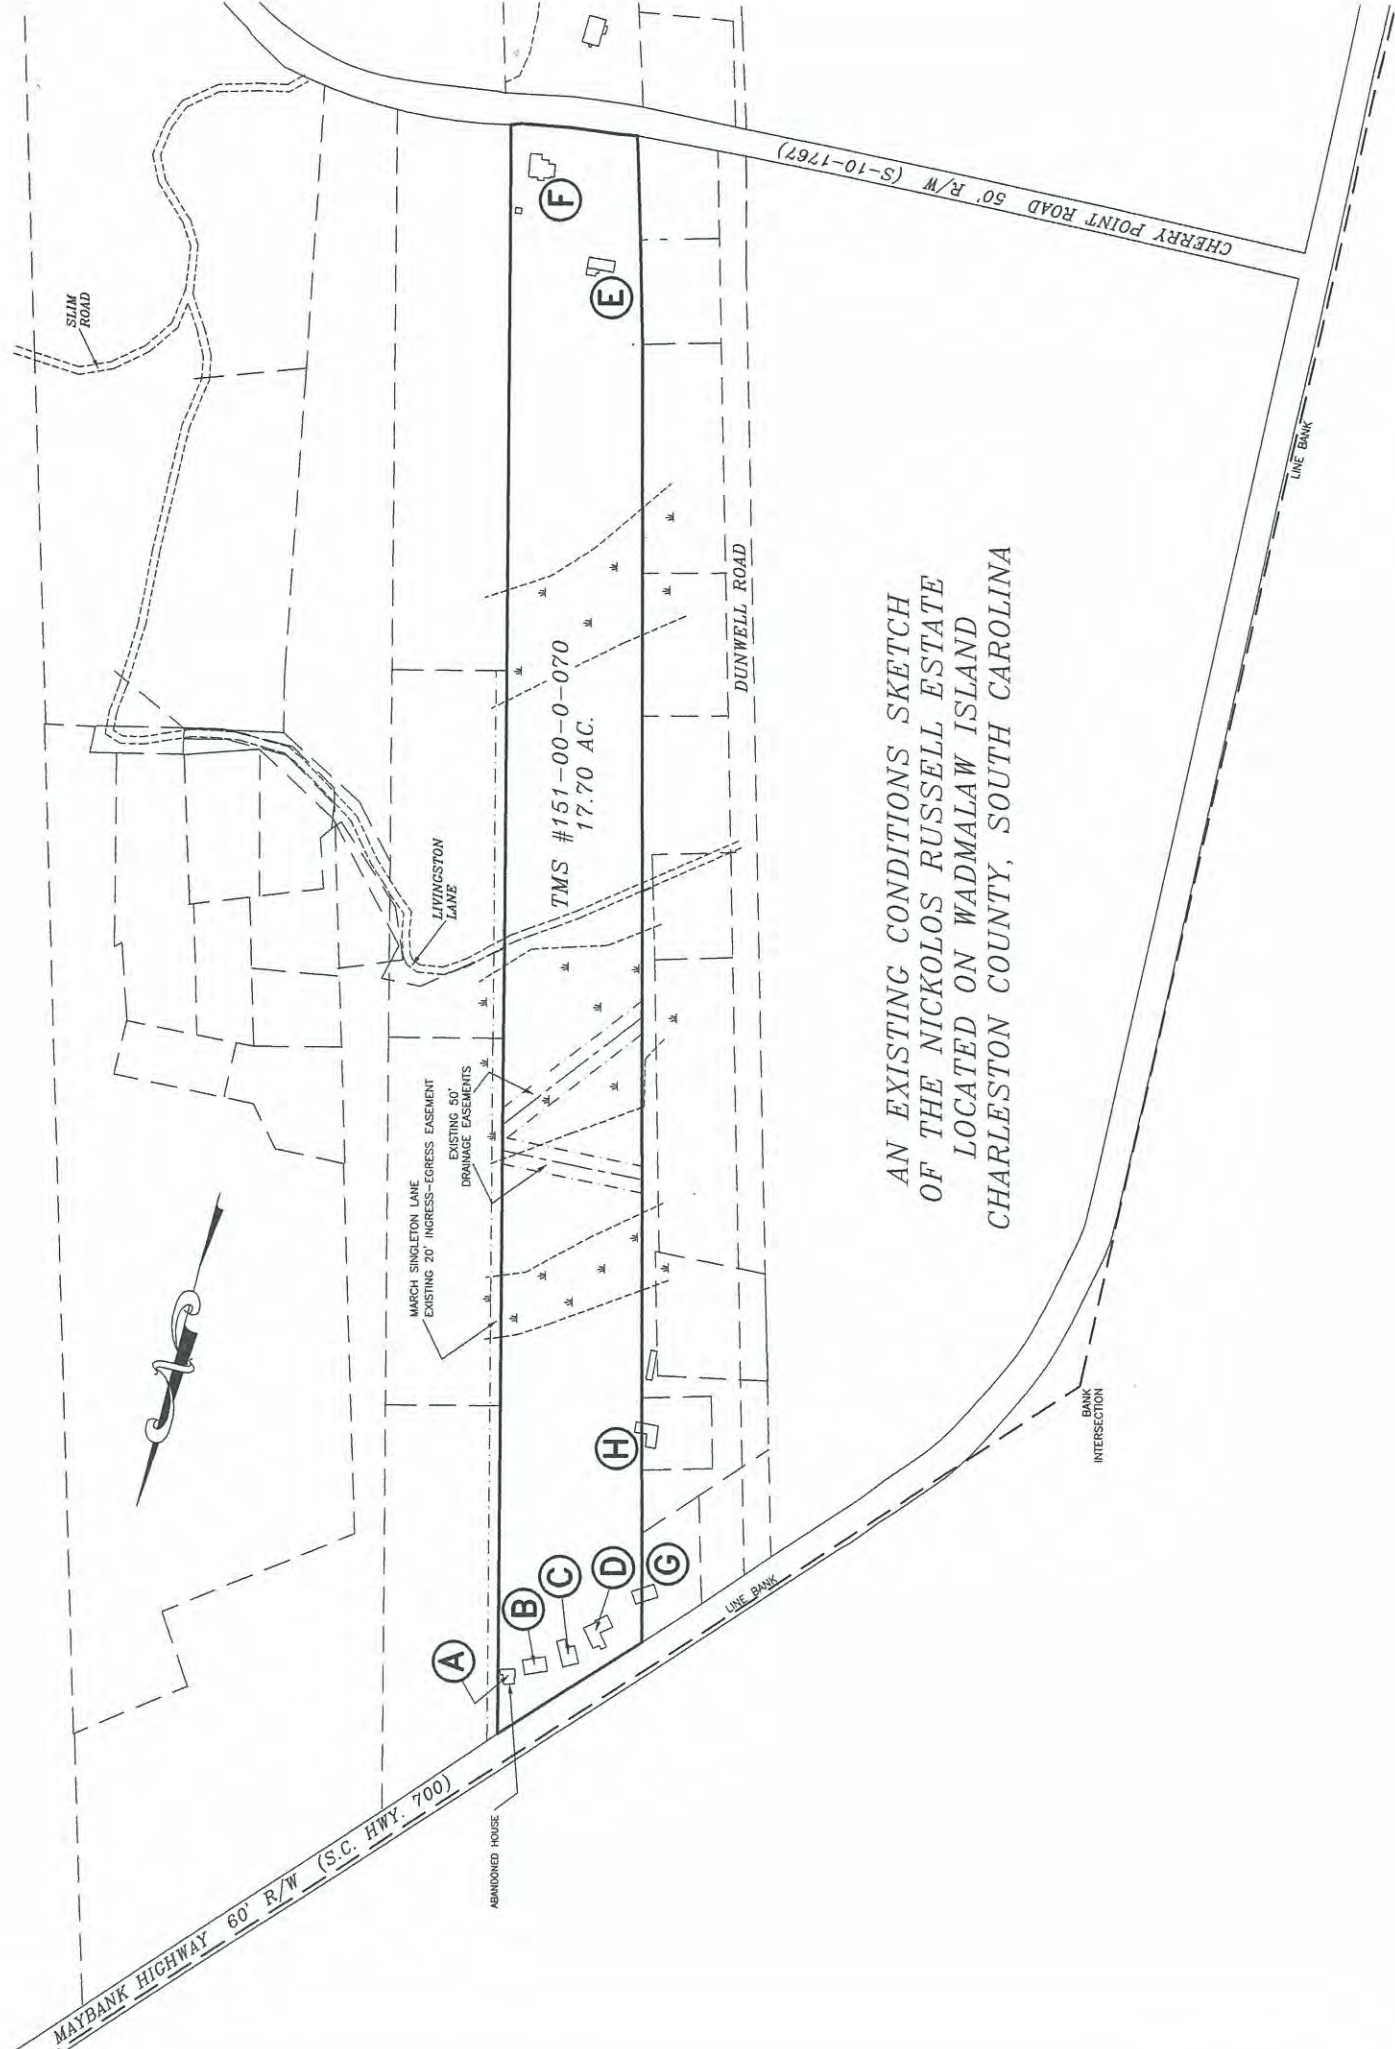 SLIM
ROAD
LIVINGSTON
LANE
MARCH SINGLETON LANE
EXISTING 20' INGRESS-EGRESS EASEMENT
EXISTING 50'
DRAINAGE EASEMENTS
TMS #151-00-0-070
17.70 AC.
DUNWELL ROAD
CHERRY POINT ROAD 50' R/W (S-10-1767)
LINE BANK
F
E
H
G
D
C
B
A
ABANDONED HOUSE
MAYBANK HIGHWAY 60' R/W (S.C. HWY. 700)
LINE BANK
BANK
INTERSECTION
AN EXISTING CONDITIONS SKETCH
OF THE NICKOLOS RUSSELL ESTATE
LOCATED ON WADMALAW ISLAND
CHARLESTON COUNTY, SOUTH CAROLINA